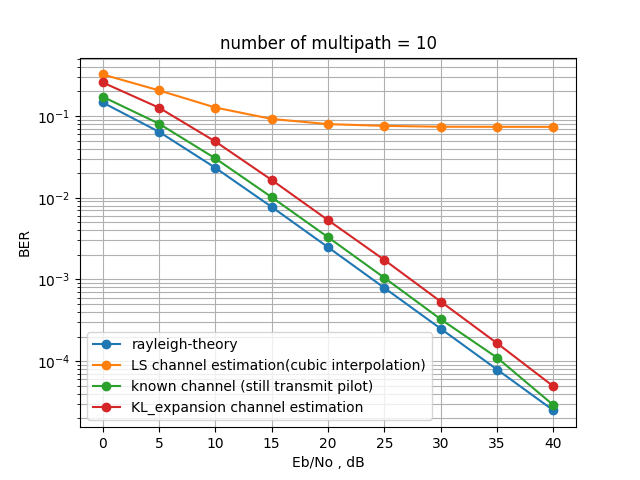 number of multipath = 10
10⁻¹
10⁻²
10⁻³
10⁻⁴
BER
rayleigh-theory
LS channel estimation(cubic interpolation)
known channel (still transmit pilot)
KL_expansion channel estimation
0 5 10 15 20 25 30 35 40
Eb/No , dB